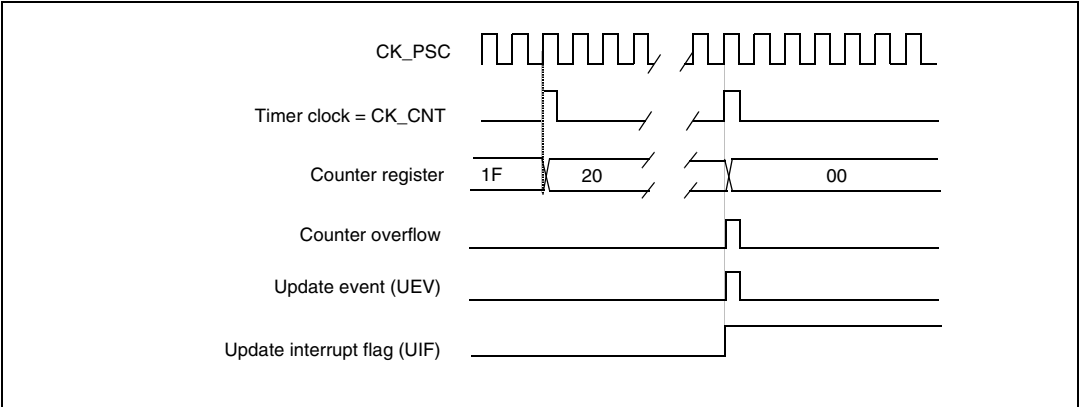 CK_PSC
Timer clock = CK_CNT
Counter register 1F 20 00
Counter overflow
Update event (UEV)
Update interrupt flag (UIF)